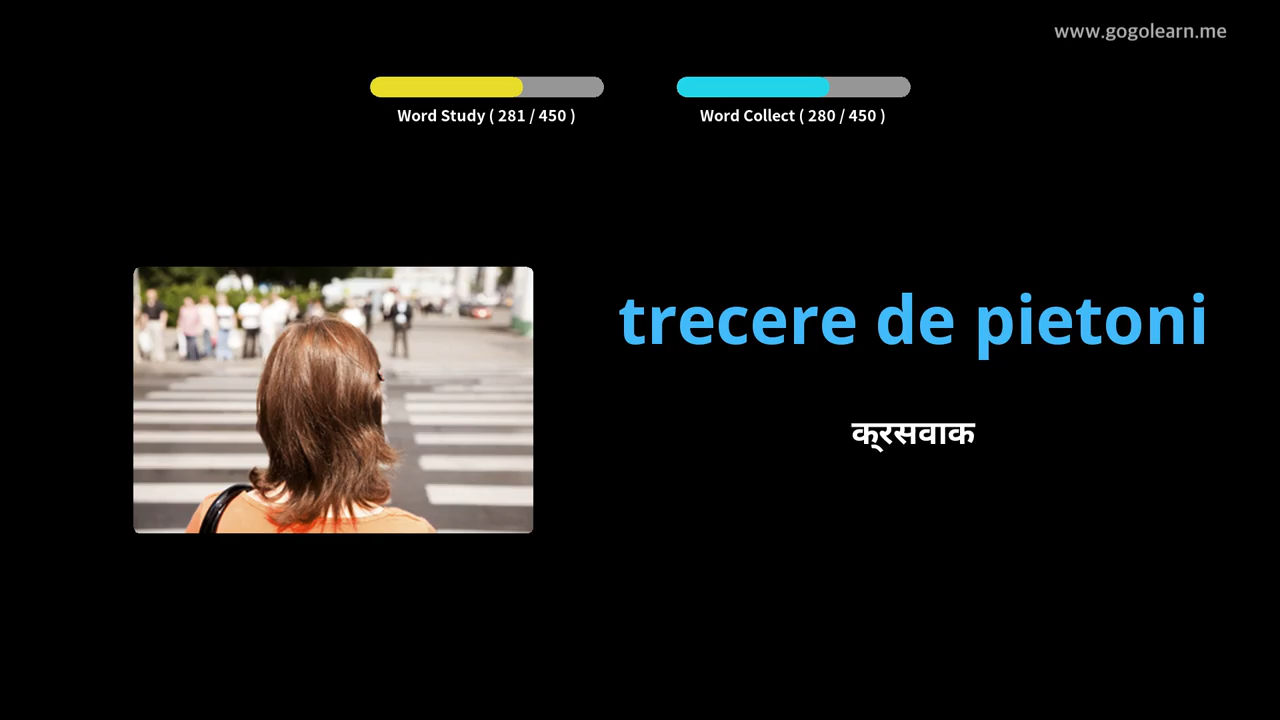 www.gogolearn.me
Word Study ( 281 / 450 )
Word Collect ( 280 / 450 )
trecere de pietoni
क्रसवाक